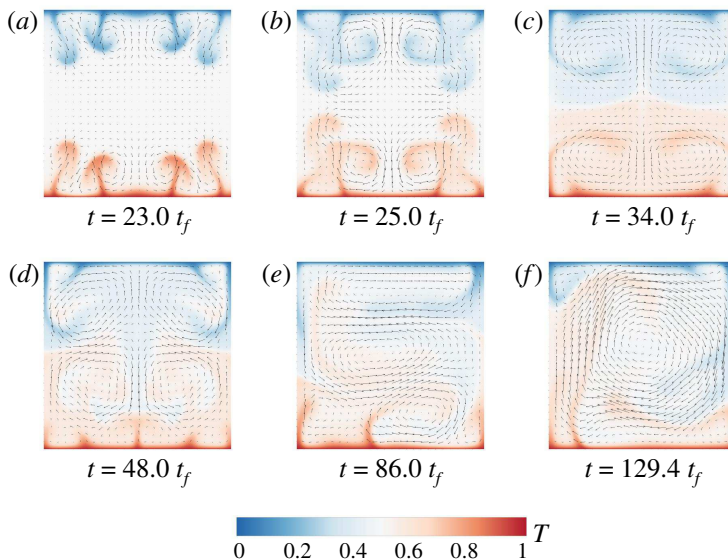 (a) (b) (c)
t = 23.0 t_f t = 25.0 t_f t = 34.0 t_f
(d) (e) (f)
t = 48.0 t_f t = 86.0 t_f t = 129.4 t_f
T
0 0.2 0.4 0.6 0.8 1